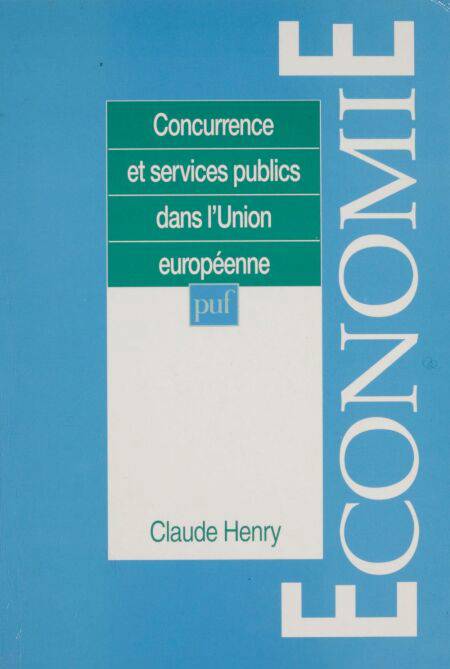 Concurrence
et services publics
dans l'Union
européenne
puf
Claude Henry
ECONOMIE